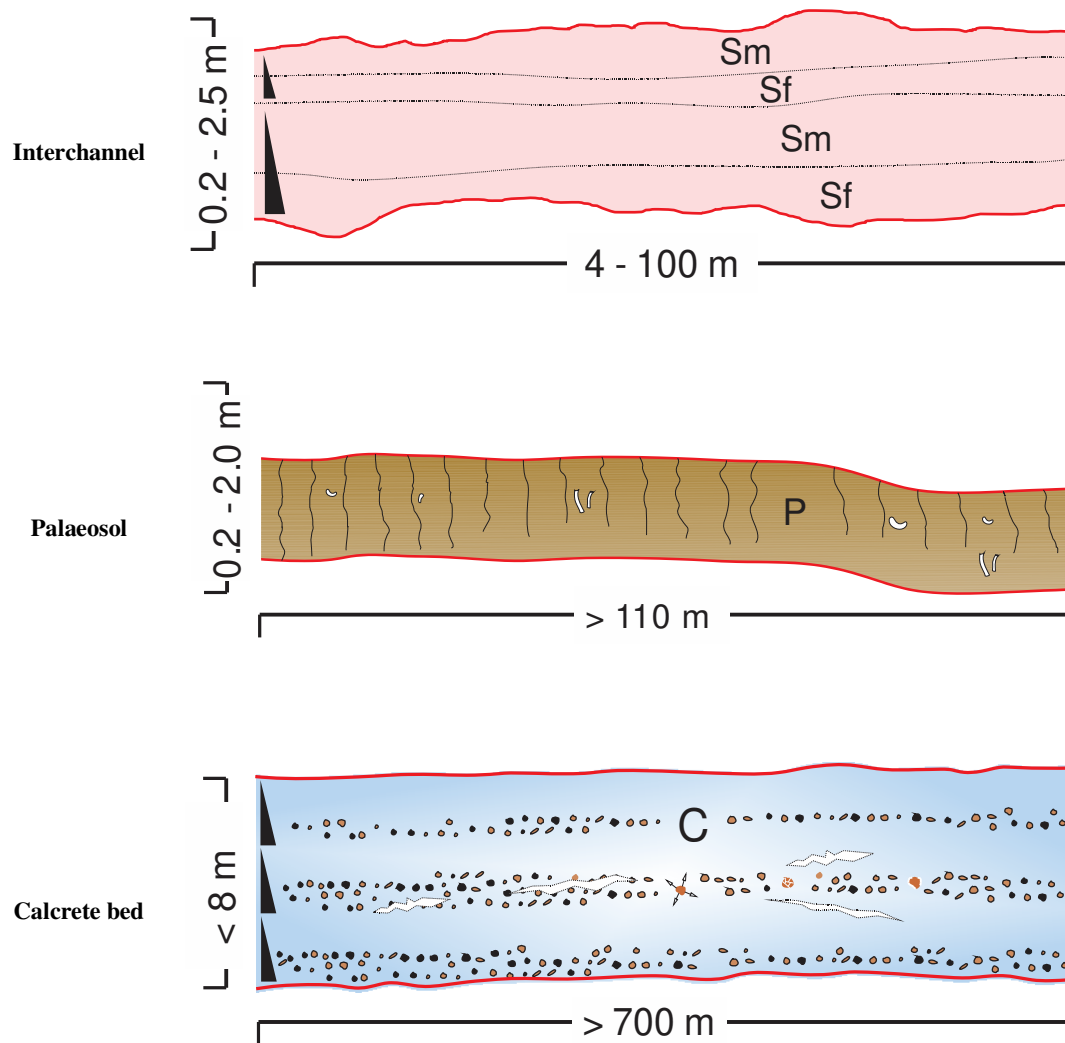 Interchannel
0.2 - 2.5 m
Sm
Sf
Sm
Sf
4 - 100 m
Palaeosol
0.2 - 2.0 m
P
> 110 m
Calcrete bed
< 8 m
C
> 700 m